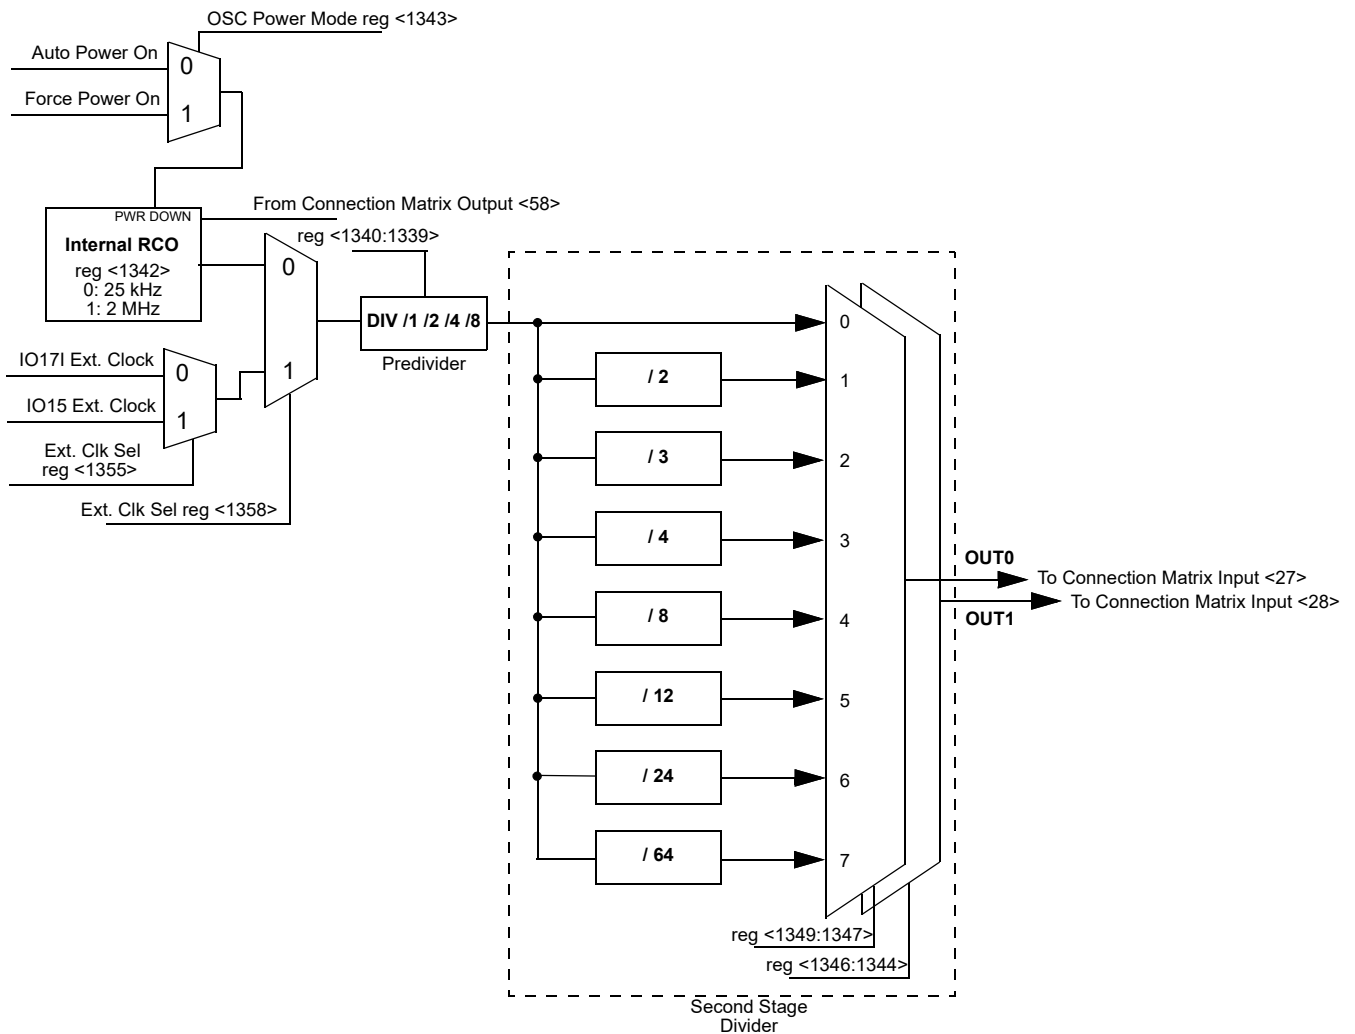 OSC Power Mode reg <1343>
Auto Power On
0
Force Power On
1
PWR DOWN
From Connection Matrix Output <58>
Internal RCO
reg <1342>
0: 25 kHz
1: 2 MHz
reg <1340:1339>
0
1
DIV /1 /2 /4 /8
Predivider
IO17I Ext. Clock
0
IO15 Ext. Clock
1
Ext. Clk Sel
reg <1355>
Ext. Clk Sel reg <1358>
0
/ 2
1
/ 3
2
/ 4
3
/ 8
4
/ 12
5
/ 24
6
/ 64
7
OUT0
To Connection Matrix Input <27>
To Connection Matrix Input <28>
OUT1
reg <1349:1347>
reg <1346:1344>
Second Stage
Divider